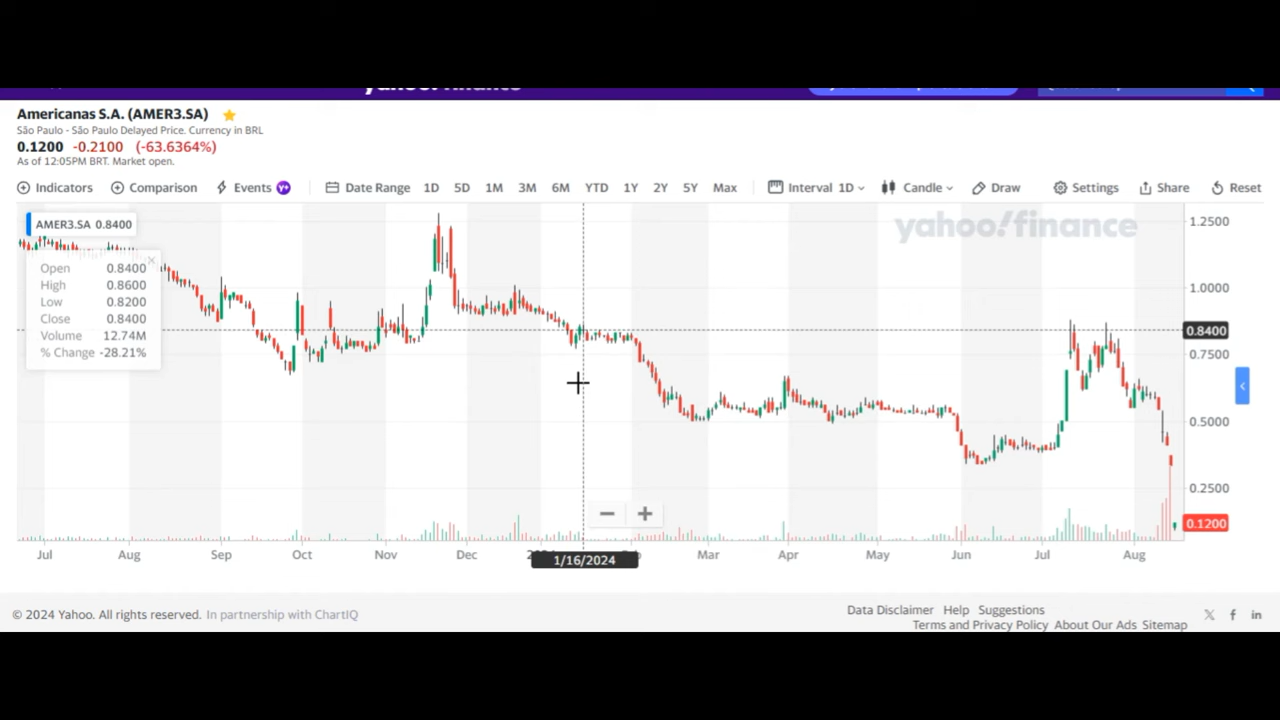 Americanas S.A. (AMER3.SA)
São Paulo - São Paulo Delayed Price. Currency in BRL
0.1200 -0.2100 (-63.6364%)
As of 12:05PM BRT. Market open.
Indicators Comparison Events Y+ Date Range 1D 5D 1M 3M 6M YTD 1Y 2Y 5Y Max Interval 1D Candle Draw Settings Share Reset
AMER3.SA 0.8400
yahoo!finance
Open 0.8400
High 0.8600
Low 0.8200
Close 0.8400
Volume 12.74M
% Change -28.21%
1.2500
1.0000
0.8400
0.7500
0.5000
0.2500
0.1200
Jul Aug Sep Oct Nov Dec Mar Apr May Jun Jul Aug
1/16/2024
© 2024 Yahoo. All rights reserved. In partnership with ChartIQ
Data Disclaimer Help Suggestions
Terms and Privacy Policy About Our Ads Sitemap